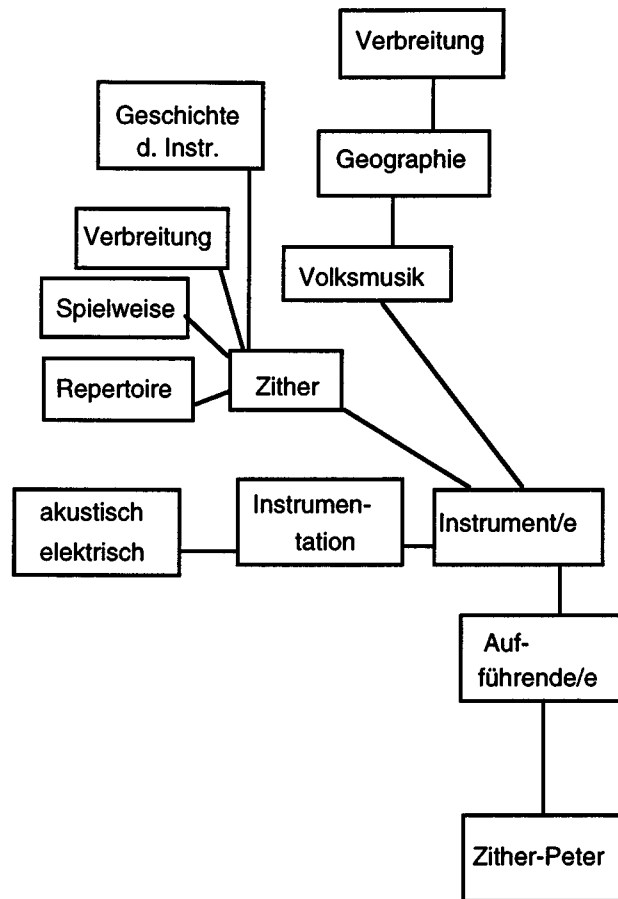 Verbreitung
Geschichte
d. Instr.
Geographie
Verbreitung
Volksmusik
Spielweise
Repertoire
Zither
akustisch
elektrisch
Instrumen-
tation
Instrument/e
Auf-
führende/e
Zither-Peter